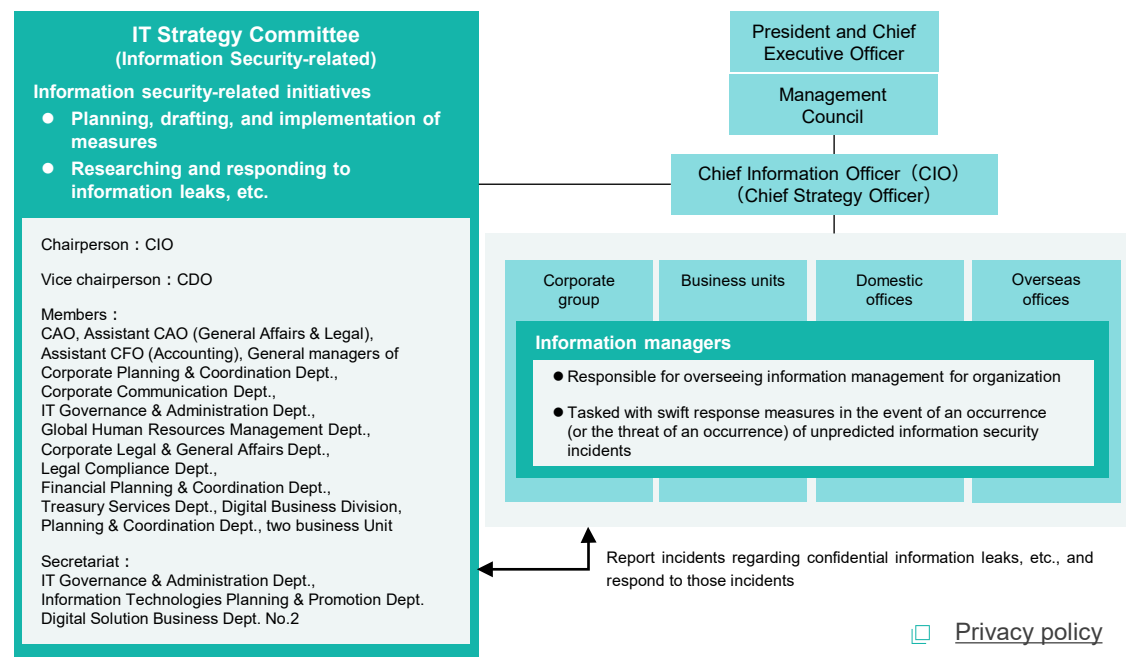 IT Strategy Committee
(Information Security-related)
Information security-related initiatives
● Planning, drafting, and implementation of
measures
● Researching and responding to
information leaks, etc.
Chairperson：CIO
Vice chairperson：CDO
Members：
CAO, Assistant CAO (General Affairs & Legal),
Assistant CFO (Accounting), General managers of
Corporate Planning & Coordination Dept.,
Corporate Communication Dept.,
IT Governance & Administration Dept.,
Global Human Resources Management Dept.,
Corporate Legal & General Affairs Dept.,
Legal Compliance Dept.,
Financial Planning & Coordination Dept.,
Treasury Services Dept., Digital Business Division,
Planning & Coordination Dept., two business Unit
Secretariat：
IT Governance & Administration Dept.,
Information Technologies Planning & Promotion Dept.
Digital Solution Business Dept. No.2
President and Chief
Executive Officer
Management
Council
Chief Information Officer（CIO）
（Chief Strategy Officer）
Corporate
group
Business units
Domestic
offices
Overseas
offices
Information managers
● Responsible for overseeing information management for organization
● Tasked with swift response measures in the event of an occurrence
(or the threat of an occurrence) of unpredicted information security
incidents
Report incidents regarding confidential information leaks, etc., and
respond to those incidents
Privacy policy